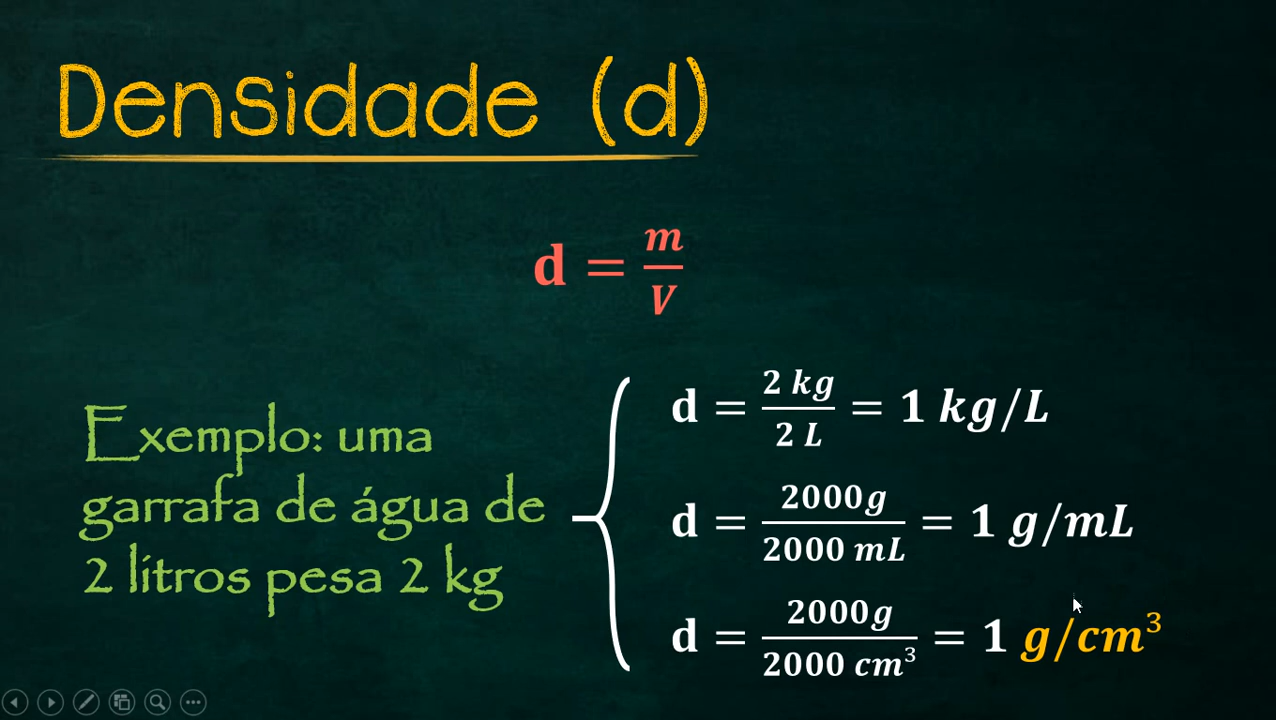 Densidade (d)
d = m/V
Exemplo: uma
garrafa de água de
2 litros pesa 2 kg
d = 2 kg/2 L = 1 kg/L
d = 2000g/2000 mL = 1 g/mL
d = 2000g/2000 cm³ = 1 g/cm³